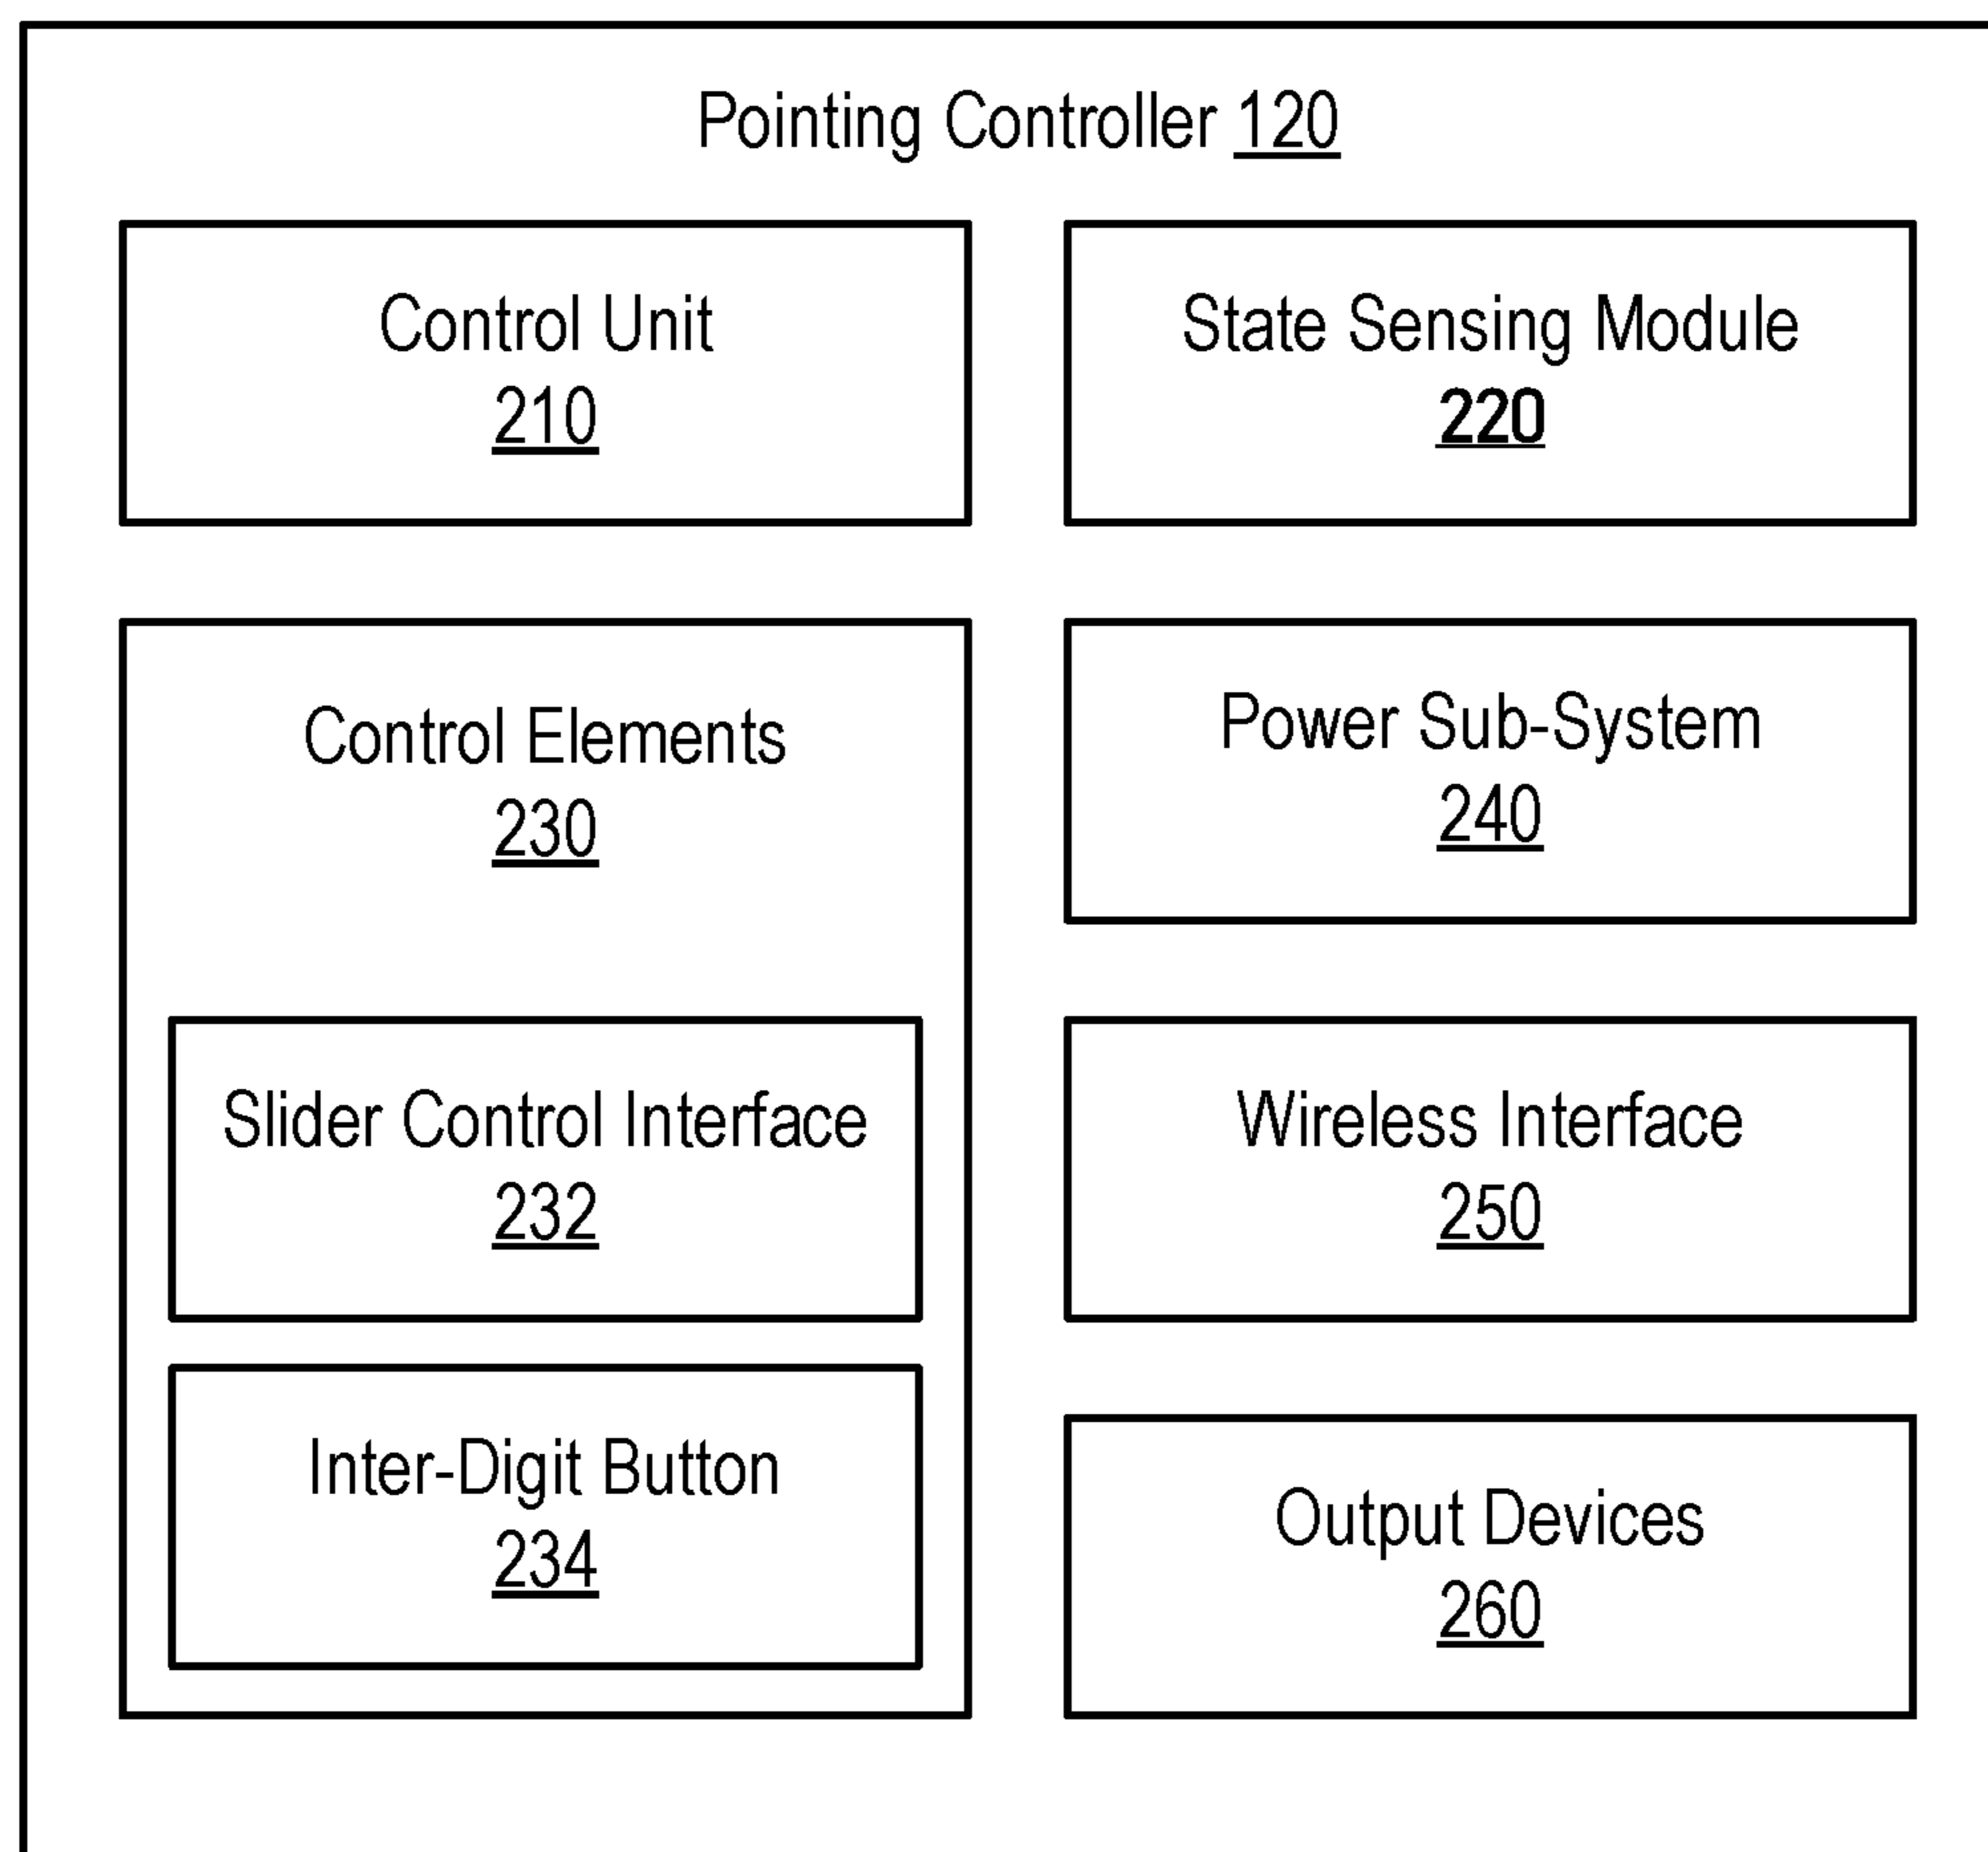 Pointing Controller 120
Control Unit
210
State Sensing Module
220
Control Elements
230
Slider Control Interface
232
Inter-Digit Button
234
Power Sub-System
240
Wireless Interface
250
Output Devices
260